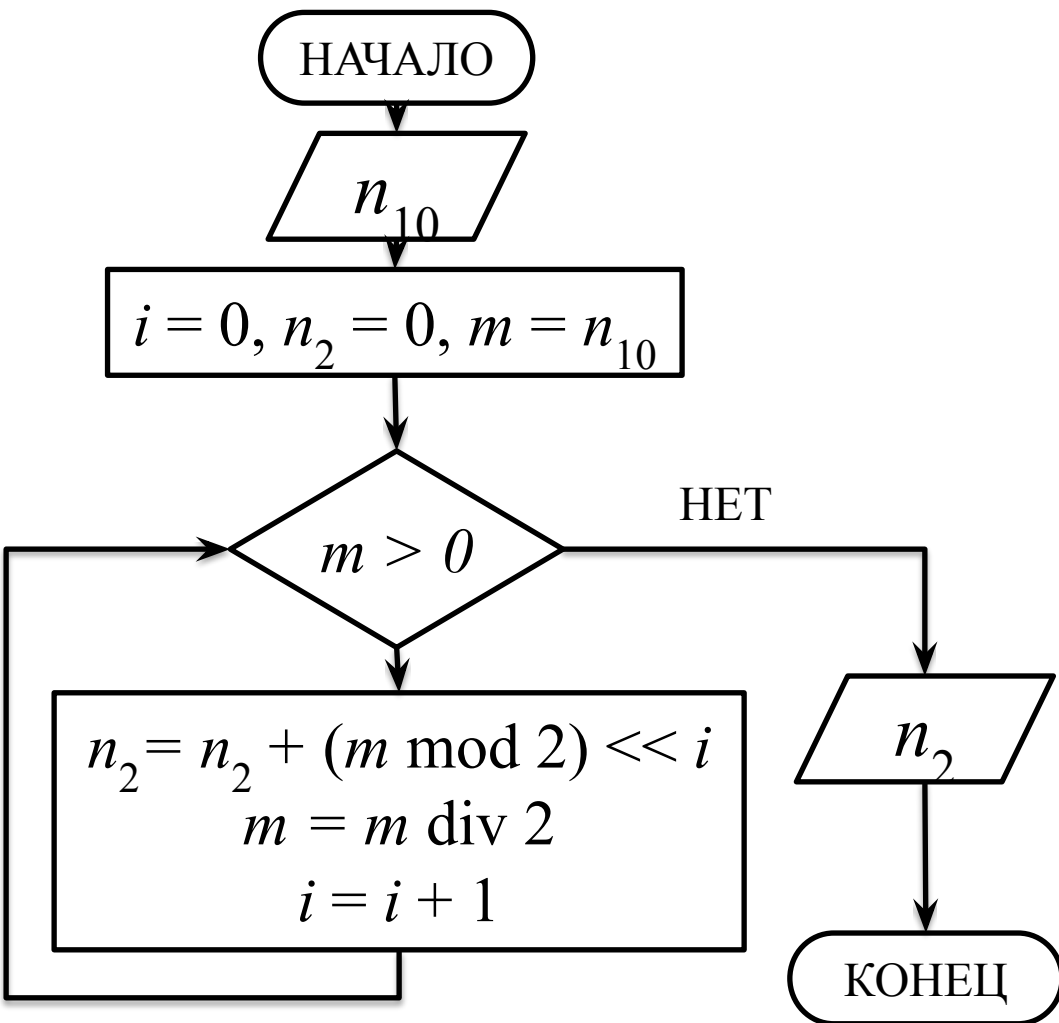 НАЧАЛО
n₁₀
i = 0, n₂ = 0, m = n₁₀
НЕТ
m > 0
n₂ = n₂ + (m mod 2) << i
m = m div 2
i = i + 1
n₂
КОНЕЦ